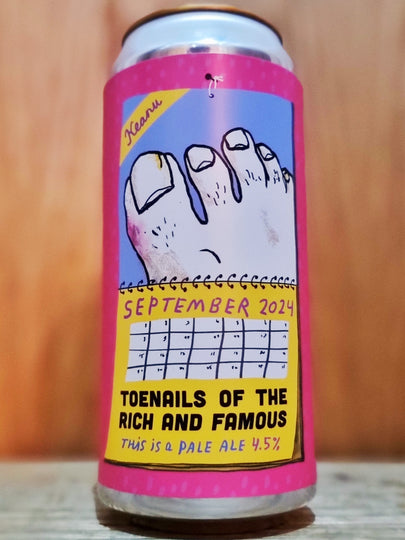 Keanu
SEPTEMBER 2024
TOENAILS OF THE
RICH AND FAMOUS
THIS is a PALE ALE 4.5%